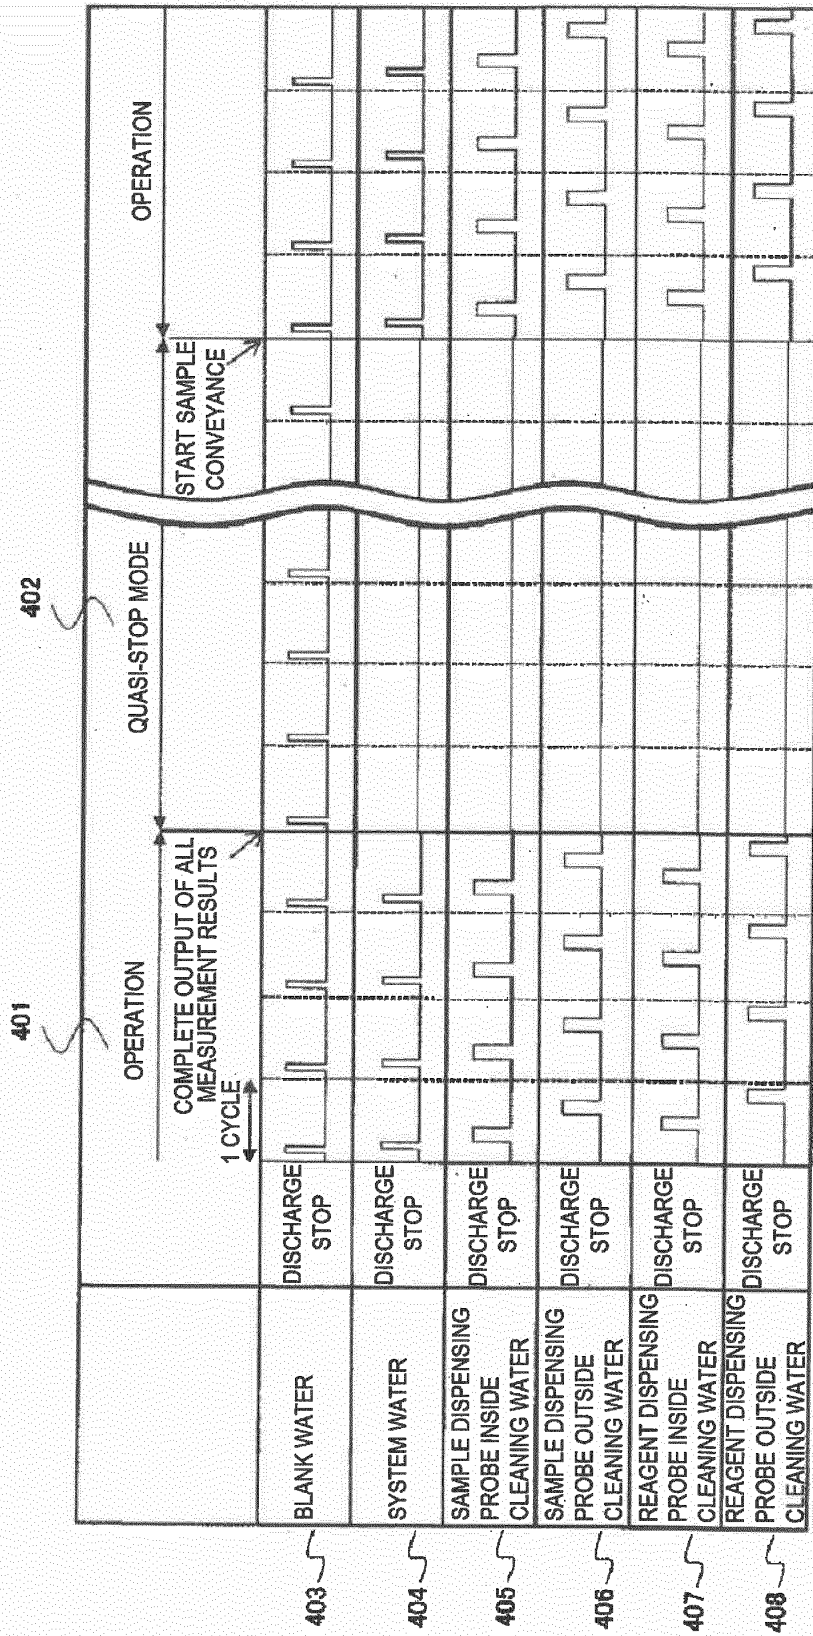 401
402
OPERATION
QUASI-STOP MODE
OPERATION
COMPLETE OUTPUT OF ALL
MEASUREMENT RESULTS
START SAMPLE
CONVEYANCE
1 CYCLE
403
BLANK WATER
DISCHARGE
STOP
404
SYSTEM WATER
DISCHARGE
STOP
405
SAMPLE DISPENSING
PROBE INSIDE
CLEANING WATER
DISCHARGE
STOP
406
SAMPLE DISPENSING
PROBE OUTSIDE
CLEANING WATER
DISCHARGE
STOP
407
REAGENT DISPENSING
PROBE INSIDE
CLEANING WATER
DISCHARGE
STOP
408
REAGENT DISPENSING
PROBE OUTSIDE
CLEANING WATER
DISCHARGE
STOP